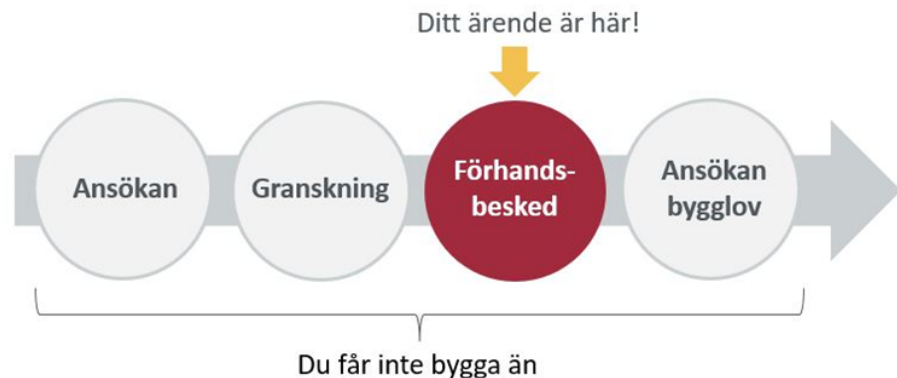 Ditt ärende är här!
Ansökan
Granskning
Förhands-
besked
Ansökan
bygglov
Du får inte bygga än